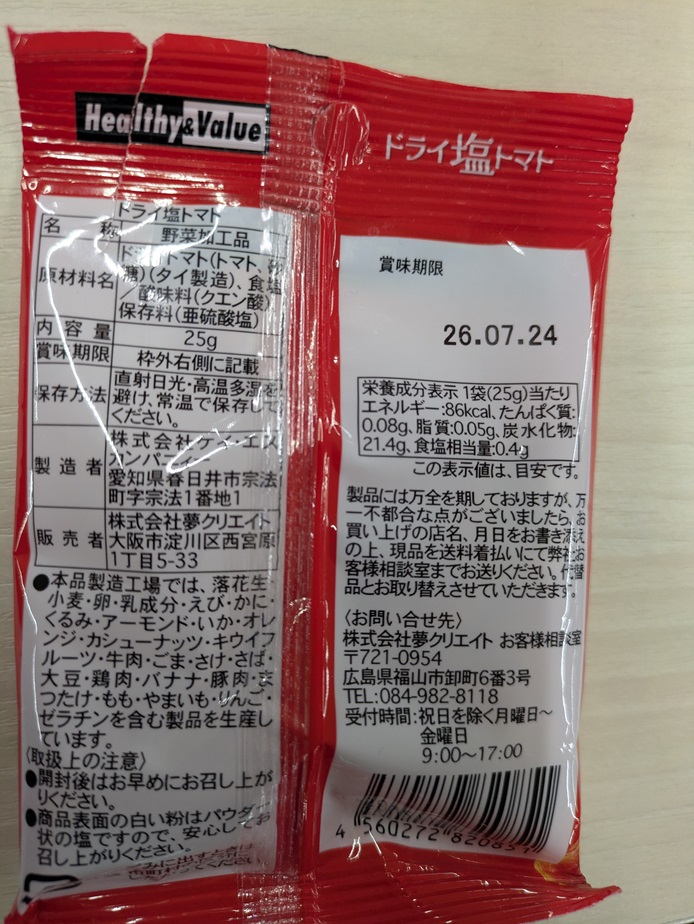 Healthy&Value
ドライ塩トマト
ドライ塩トマト
名 称 野菜加工品
原材料名 ドライトマト(トマト、砂
糖)(タイ製造)、食塩
/酸味料(クエン酸)
保存料(亜硫酸塩)
内容量 25g
賞味期限 枠外右側に記載
保存方法 直射日光・高温多湿を
避け、常温で保存して
ください。
製造者 株式会社ケイ・エス
カンパニー
愛知県春日井市宗法
町字宗法1番地1
販売者 株式会社夢クリエイト
大阪市淀川区西宮原
1丁目5-33
●本品製造工場では、落花生・
小麦・卵・乳成分・えび・かに・
くるみ・アーモンド・いか・オレ
ンジ・カシューナッツ・キウイフ
ルーツ・牛肉・ごま・さけ・さば・
大豆・鶏肉・バナナ・豚肉・ま
つたけ・もも・やまいも・りんご・
ゼラチンを含む製品を生産し
ています。
〈取扱上の注意〉
●開封後はお早めにお召し上が
りください。
●商品表面の白い粉はパウダー
状の塩ですので、安心してお
召し上がりください。
賞味期限
26.07.24
栄養成分表示 1袋(25g)当たり
エネルギー:86kcal、たんぱく質:
0.08g、脂質:0.05g、炭水化物:
21.4g、食塩相当量:0.4g
この表示値は、目安です。
製品には万全を期しておりますが、万
一不都合な点がございましたら、お
買い上げの店名、月日をお書き添え
の上、現品を送料着払いにて弊社お
客様相談室までお送りください。代替
品とお取り替えさせていただきます。
〈お問い合せ先〉
株式会社夢クリエイト お客様相談室
〒721-0954
広島県福山市卸町6番3号
TEL:084-982-8118
受付時間:祝日を除く月曜日〜
金曜日
9:00〜17:00
4 560272 820851